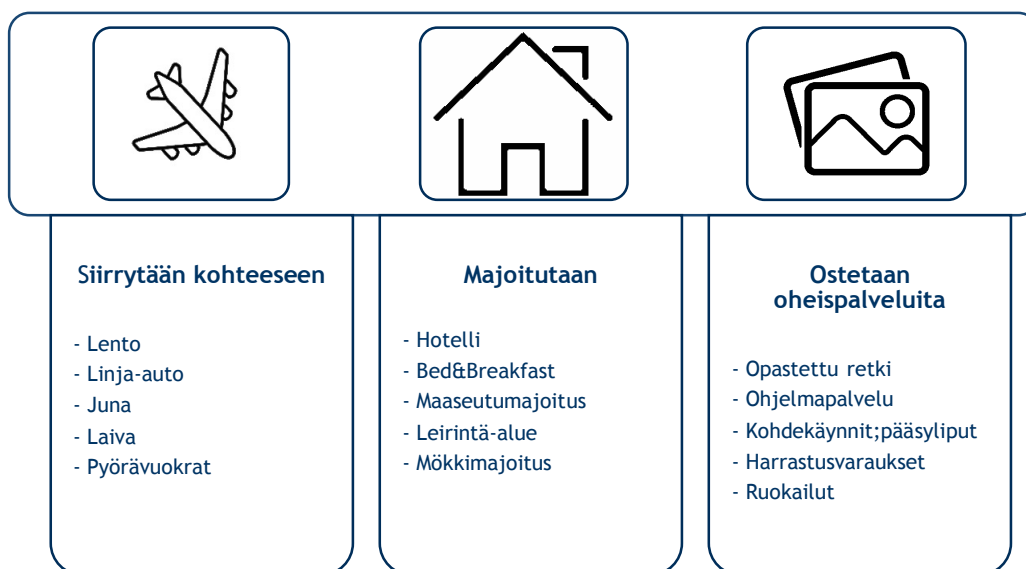 Siirrytään kohteeseen
- Lento
- Linja-auto
- Juna
- Laiva
- Pyörävuokrat
Majoitutaan
- Hotelli
- Bed&Breakfast
- Maaseutumajoitus
- Leirintä-alue
- Mökkimajoitus
Ostetaan
oheispalveluita
- Opastettu retki
- Ohjelmapalvelu
- Kohdekäynnit;pääsyliput
- Harrastusvaraukset
- Ruokailut